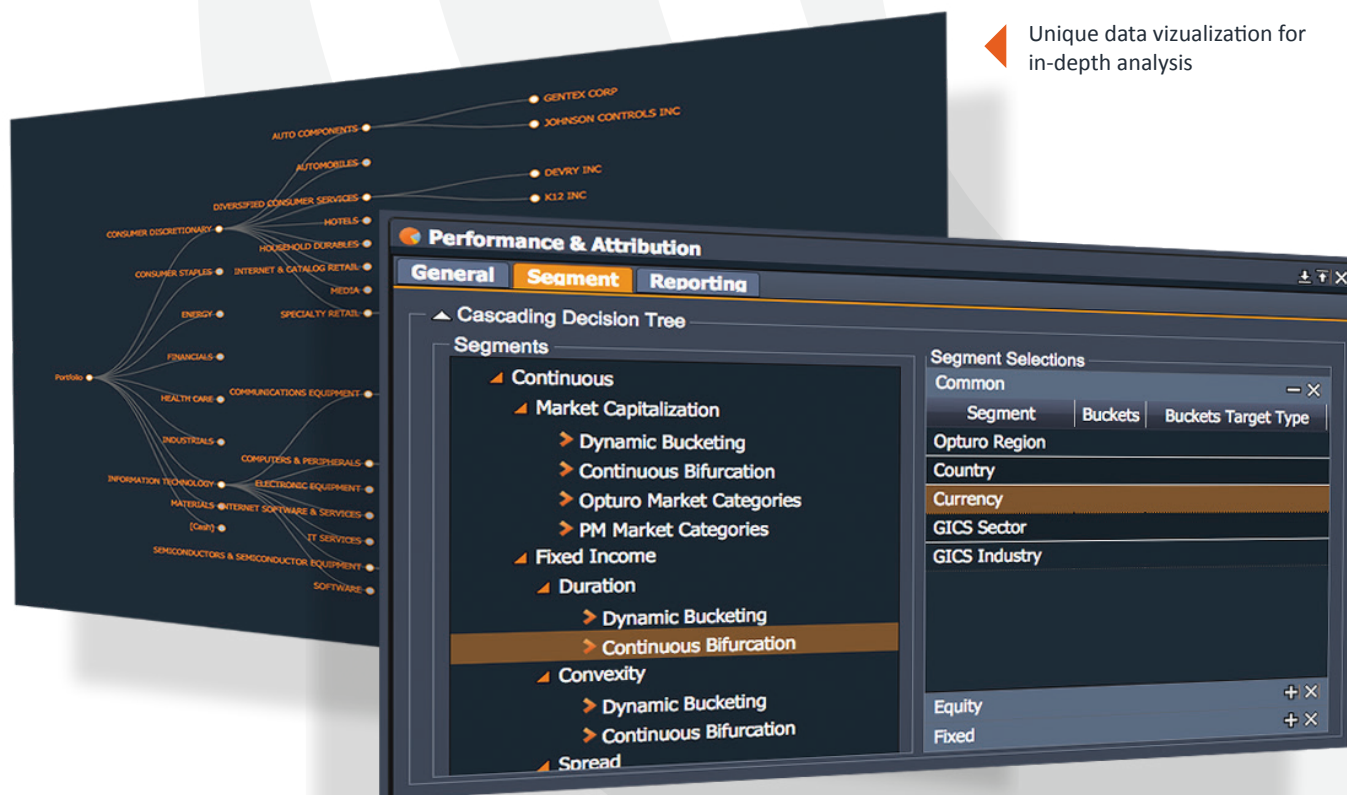 Unique data vizualization for
in-depth analysis
GENTEX CORP
AUTO COMPONENTS
JOHNSON CONTROLS INC
AUTOMOBILES
DEVRY INC
DIVERSIFIED CONSUMER SERVICES
K12 INC
HOTELS
CONSUMER DISCRETIONARY
HOUSEHOLD DURABLES
CONSUMER STAPLES
INTERNET & CATALOG RETAIL
MEDIA
ENERGY
SPECIALTY RETAIL
FINANCIALS
Portfolio
HEALTH CARE
COMMUNICATIONS EQUIPMENT
INDUSTRIALS
COMPUTERS & PERIPHERALS
INFORMATION TECHNOLOGY
ELECTRONIC EQUIPMENT
MATERIALS
INTERNET SOFTWARE & SERVICES
[Cash]
IT SERVICES
SEMICONDUCTORS & SEMICONDUCTOR EQUIPMENT
SOFTWARE
Performance & Attribution
General Segment Reporting
Cascading Decision Tree
Segments
Continuous
Market Capitalization
Dynamic Bucketing
Continuous Bifurcation
Opturo Market Categories
PM Market Categories
Fixed Income
Duration
Dynamic Bucketing
Continuous Bifurcation
Convexity
Dynamic Bucketing
Continuous Bifurcation
Spread
Segment Selections
Common
Segment Buckets Buckets Target Type
Opturo Region
Country
Currency
GICS Sector
GICS Industry
Equity
Fixed